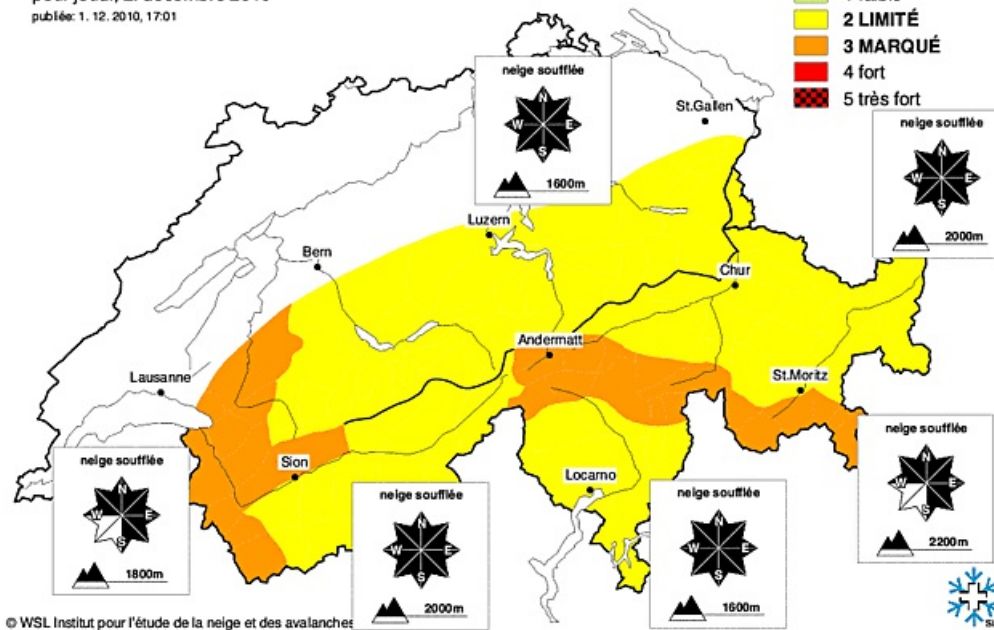 publiée: 1. 12. 2010, 17:01
2 LIMITÉ
3 MARQUÉ
4 fort
5 très fort
neige soufflée
N
W E
S
1600m
St.Gallen
neige soufflée
N
W E
S
2000m
Luzern
Bern
Chur
Andermatt
Lausanne
St.Moritz
Sion
Locarno
neige soufflée
N
W E
S
1800m
neige soufflée
N
W E
S
2000m
neige soufflée
N
W E
S
1600m
neige soufflée
N
W E
S
2200m
© WSL Institut pour l'étude de la neige et des avalanches